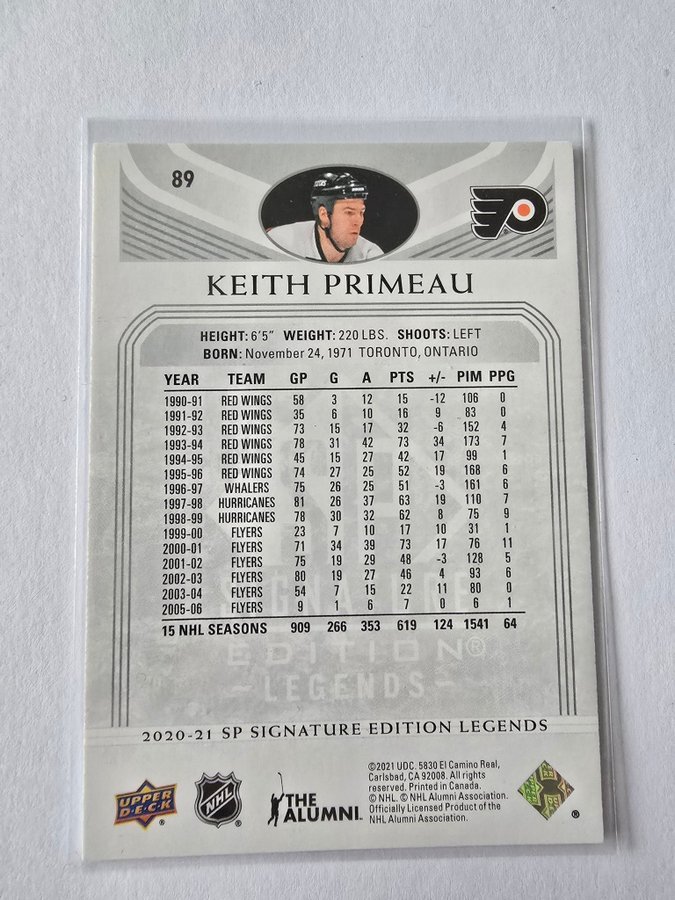 89
KEITH PRIMEAU
HEIGHT: 6'5" WEIGHT: 220 LBS. SHOOTS: LEFT
BORN: November 24, 1971 TORONTO, ONTARIO
YEAR TEAM GP G A PTS +/- PIM PPG
1990-91 RED WINGS 58 3 12 15 -12 106 0
1991-92 RED WINGS 35 6 10 16 9 83 0
1992-93 RED WINGS 73 15 17 32 -6 152 4
1993-94 RED WINGS 78 31 42 73 34 173 7
1994-95 RED WINGS 45 15 27 42 17 99 1
1995-96 RED WINGS 74 27 25 52 19 168 6
1996-97 WHALERS 75 26 25 51 -3 161 6
1997-98 HURRICANES 81 26 37 63 19 110 7
1998-99 HURRICANES 78 30 32 62 8 75 9
1999-00 FLYERS 23 7 10 17 10 31 1
2000-01 FLYERS 71 34 39 73 17 76 11
2001-02 FLYERS 75 19 29 48 -3 128 5
2002-03 FLYERS 80 19 27 46 4 93 6
2003-04 FLYERS 54 7 15 22 11 80 0
2005-06 FLYERS 9 1 6 7 0 6 1
15 NHL SEASONS 909 266 353 619 124 1541 64
SIGNATURE
EDITION®
–LEGENDS–
2020-21 SP SIGNATURE EDITION LEGENDS
©2021 UDC. 5830 El Camino Real,
Carlsbad, CA 92008. All rights
reserved. Printed in Canada.
© NHL. © NHL Alumni Association.
Officially Licensed Product of the
NHL Alumni Association.
UPPER
D·E·C·K
®
NHL
®
THE
ALUMNI
®